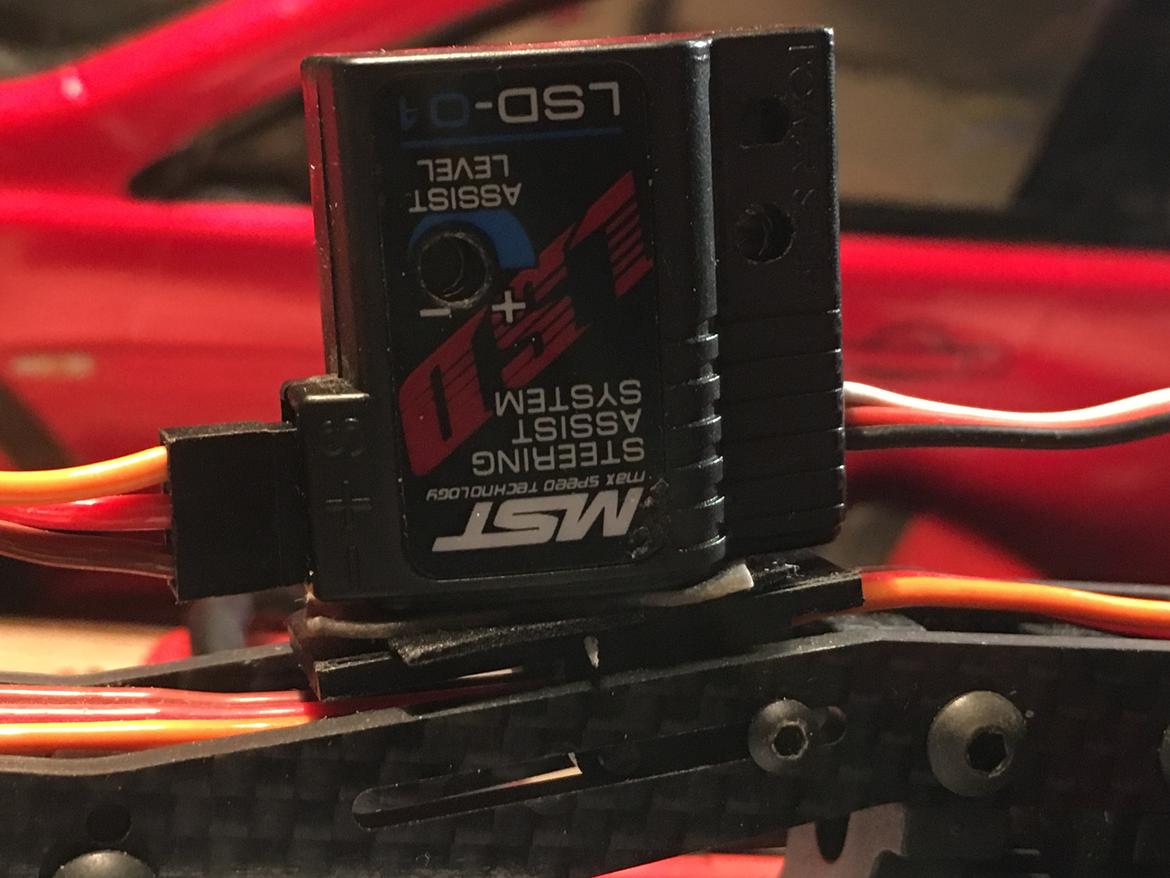 MST
max SPEED TECHNOLOGY
STEERING
ASSIST
SYSTEM
LSD
+ -
ASSIST
LEVEL
LSD-01
S + -